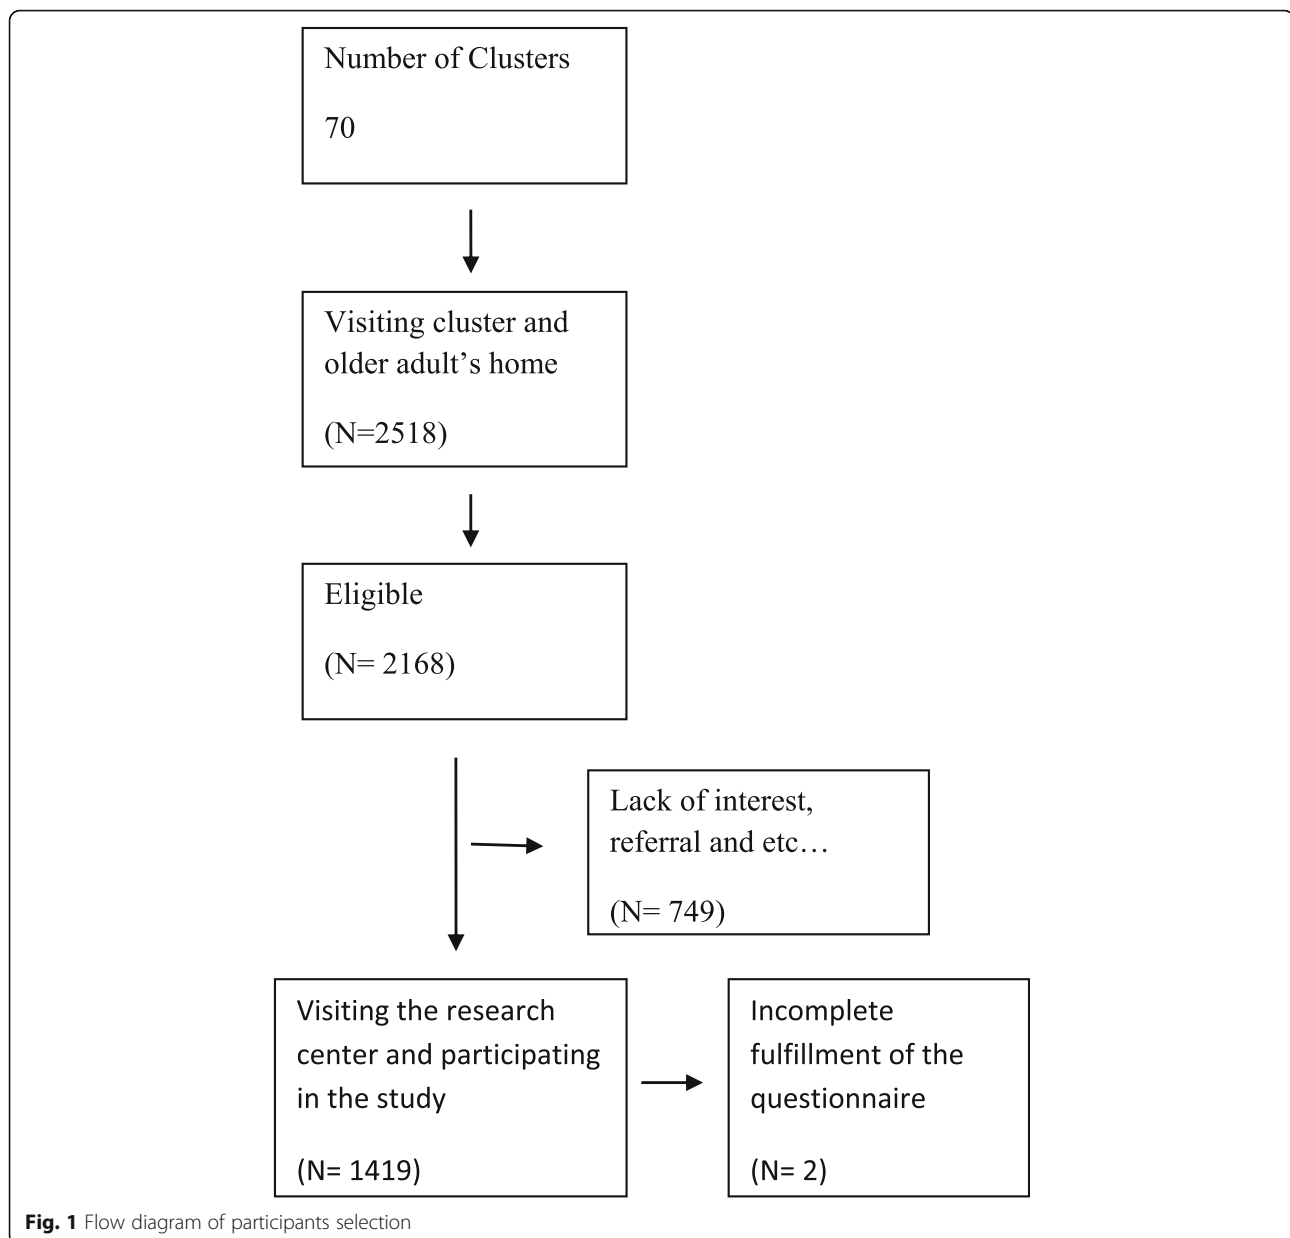 Number of Clusters
70
Visiting cluster and
older adult’s home
(N=2518)
Eligible
(N= 2168)
Lack of interest,
referral and etc…
(N= 749)
Visiting the research
center and participating
in the study
(N= 1419)
Incomplete
fulfillment of the
questionnaire
(N= 2)
Fig. 1 Flow diagram of participants selection